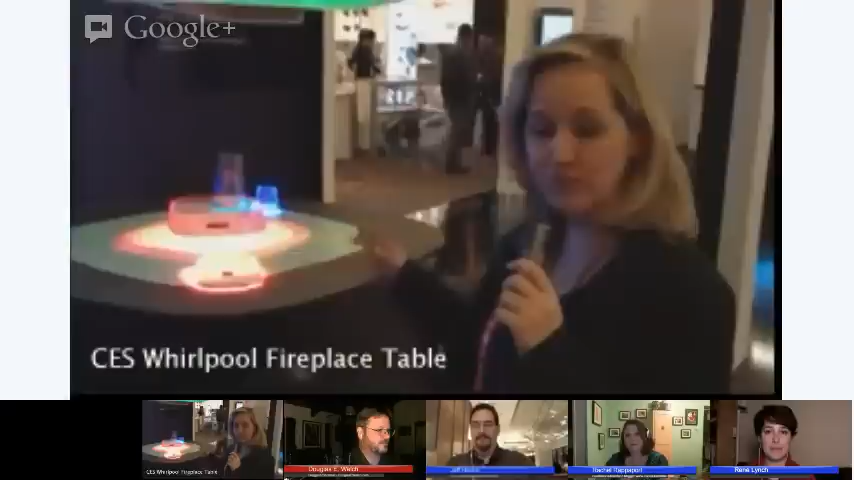 Google+
CES Whirlpool Fireplace Table
CES Whirlpool Fireplace Table
Douglas E. Welch
Rachel Rappaport
Rene Lynch